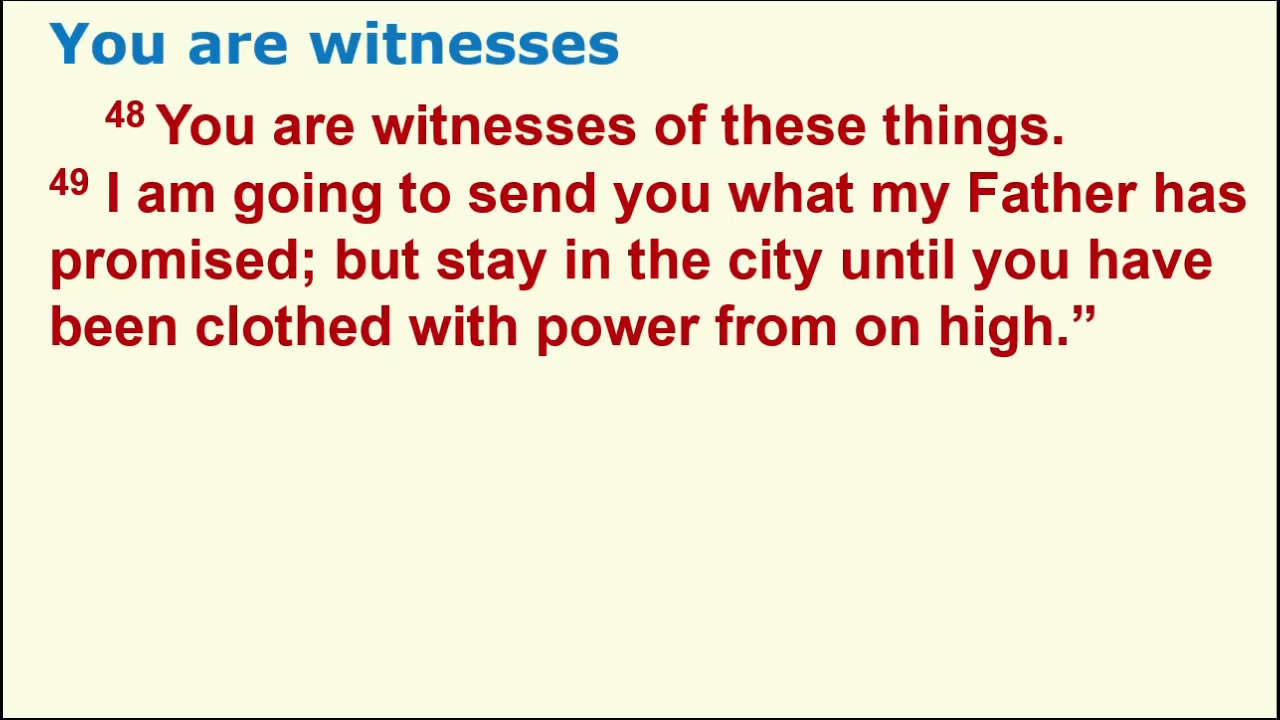 You are witnesses
48 You are witnesses of these things.
49 I am going to send you what my Father has
promised; but stay in the city until you have
been clothed with power from on high.”